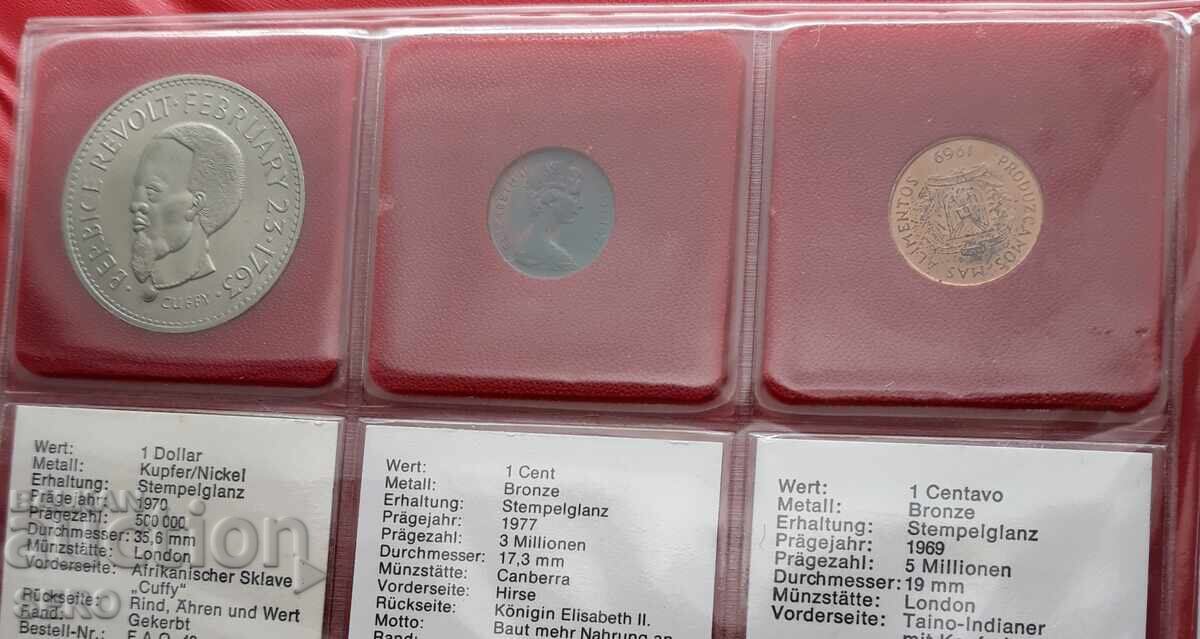 BERBICE REVOLT · FEBRUARY 23 · 1763 ·
CUFFY
1969 PRODUZCAMOS MAS ALIMENTOS
Wert: 1 Dollar
Metall: Kupfer/Nickel
Erhaltung: Stempelglanz
Prägejahr: 1970
Prägezahl: 500 000
Durchmesser: 35,6 mm
Münzstätte: London
Vorderseite: Afrikanischer Sklave
„Cuffy"
Rückseite: Rind, Ähren und Wert
Rand: Gekerbt
Bestell-Nr.: F.A.O.
Wert: 1 Cent
Metall: Bronze
Erhaltung: Stempelglanz
Prägejahr: 1977
Prägezahl: 3 Millionen
Durchmesser: 17,3 mm
Münzstätte: Canberra
Vorderseite: Hirse
Rückseite: Königin Elisabeth II.
Motto: Baut mehr Nahrung an
Rand:
Wert: 1 Centavo
Metall: Bronze
Erhaltung: Stempelglanz
Prägejahr: 1969
Prägezahl: 5 Millionen
Durchmesser: 19 mm
Münzstätte: London
Vorderseite: Taino-Indianer
auction